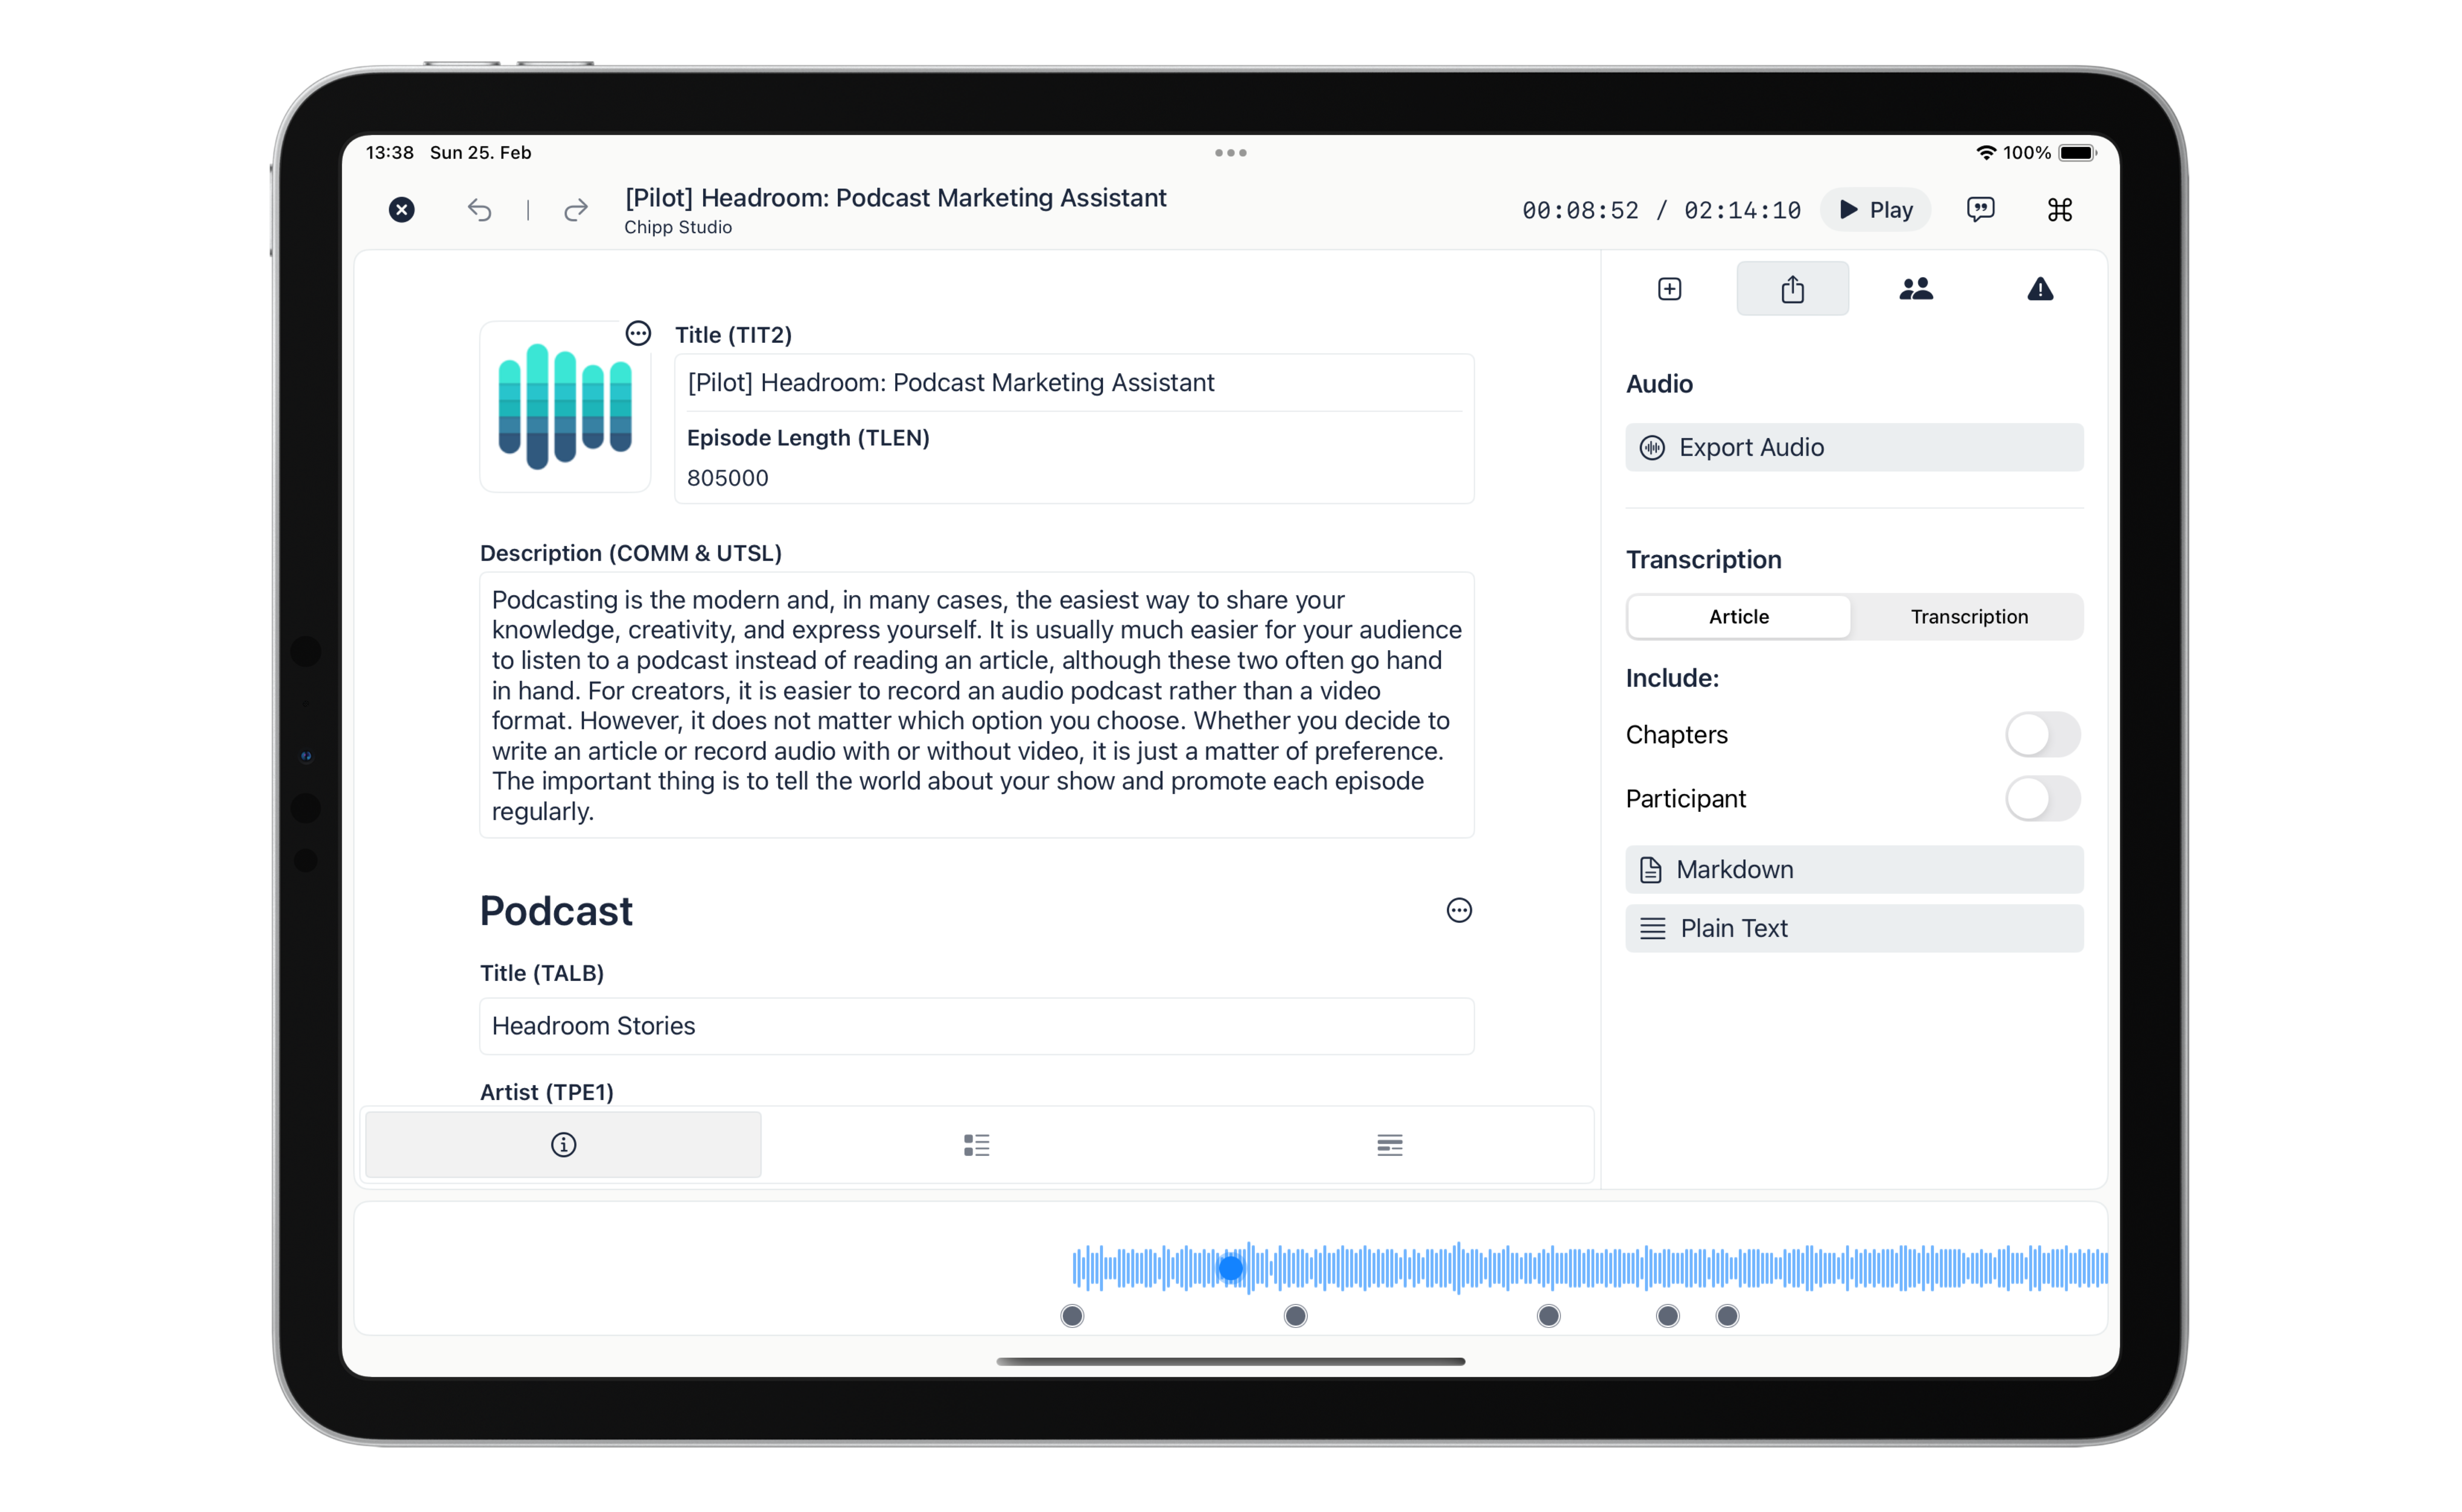 13:38 Sun 25. Feb
100%
[Pilot] Headroom: Podcast Marketing Assistant
Chipp Studio
00:08:52 / 02:14:10
Play
Title (TIT2)
[Pilot] Headroom: Podcast Marketing Assistant
Episode Length (TLEN)
805000
Description (COMM & UTSL)
Podcasting is the modern and, in many cases, the easiest way to share your
knowledge, creativity, and express yourself. It is usually much easier for your audience
to listen to a podcast instead of reading an article, although these two often go hand
in hand. For creators, it is easier to record an audio podcast rather than a video
format. However, it does not matter which option you choose. Whether you decide to
write an article or record audio with or without video, it is just a matter of preference.
The important thing is to tell the world about your show and promote each episode
regularly.
Podcast
Title (TALB)
Headroom Stories
Artist (TPE1)
Audio
Export Audio
Transcription
Article
Transcription
Include:
Chapters
Participant
Markdown
Plain Text